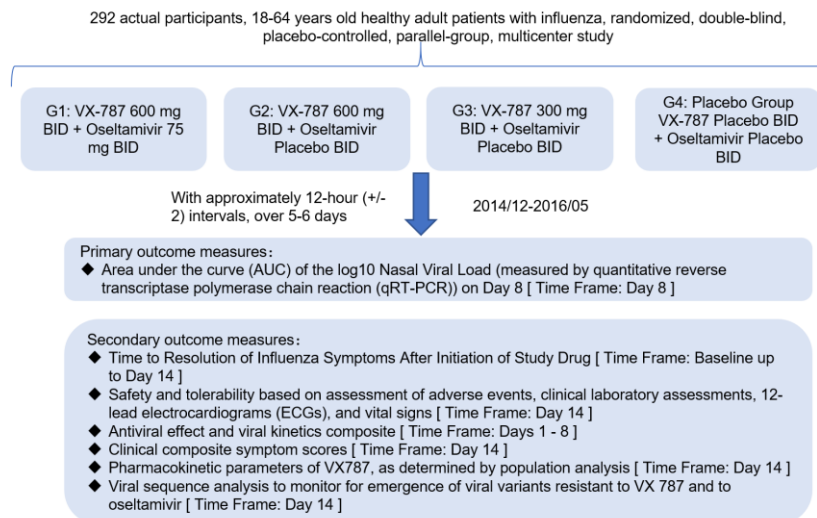 292 actual participants, 18-64 years old healthy adult patients with influenza, randomized, double-blind,
placebo-controlled, parallel-group, multicenter study
G1: VX-787 600 mg
BID + Oseltamivir 75
mg BID
G2: VX-787 600 mg
BID + Oseltamivir
Placebo BID
G3: VX-787 300 mg
BID + Oseltamivir
Placebo BID
G4: Placebo Group
VX-787 Placebo BID
+ Oseltamivir Placebo
BID
With approximately 12-hour (+/-
2) intervals, over 5-6 days
2014/12-2016/05
Primary outcome measures:
◆ Area under the curve (AUC) of the log10 Nasal Viral Load (measured by quantitative reverse
transcriptase polymerase chain reaction (qRT-PCR)) on Day 8 [ Time Frame: Day 8 ]
Secondary outcome measures:
◆ Time to Resolution of Influenza Symptoms After Initiation of Study Drug [ Time Frame: Baseline up
to Day 14 ]
◆ Safety and tolerability based on assessment of adverse events, clinical laboratory assessments, 12-
lead electrocardiograms (ECGs), and vital signs [ Time Frame: Day 14 ]
◆ Antiviral effect and viral kinetics composite [ Time Frame: Days 1 - 8 ]
◆ Clinical composite symptom scores [ Time Frame: Day 14 ]
◆ Pharmacokinetic parameters of VX787, as determined by population analysis [ Time Frame: Day 14 ]
◆ Viral sequence analysis to monitor for emergence of viral variants resistant to VX 787 and to
oseltamivir [ Time Frame: Day 14 ]